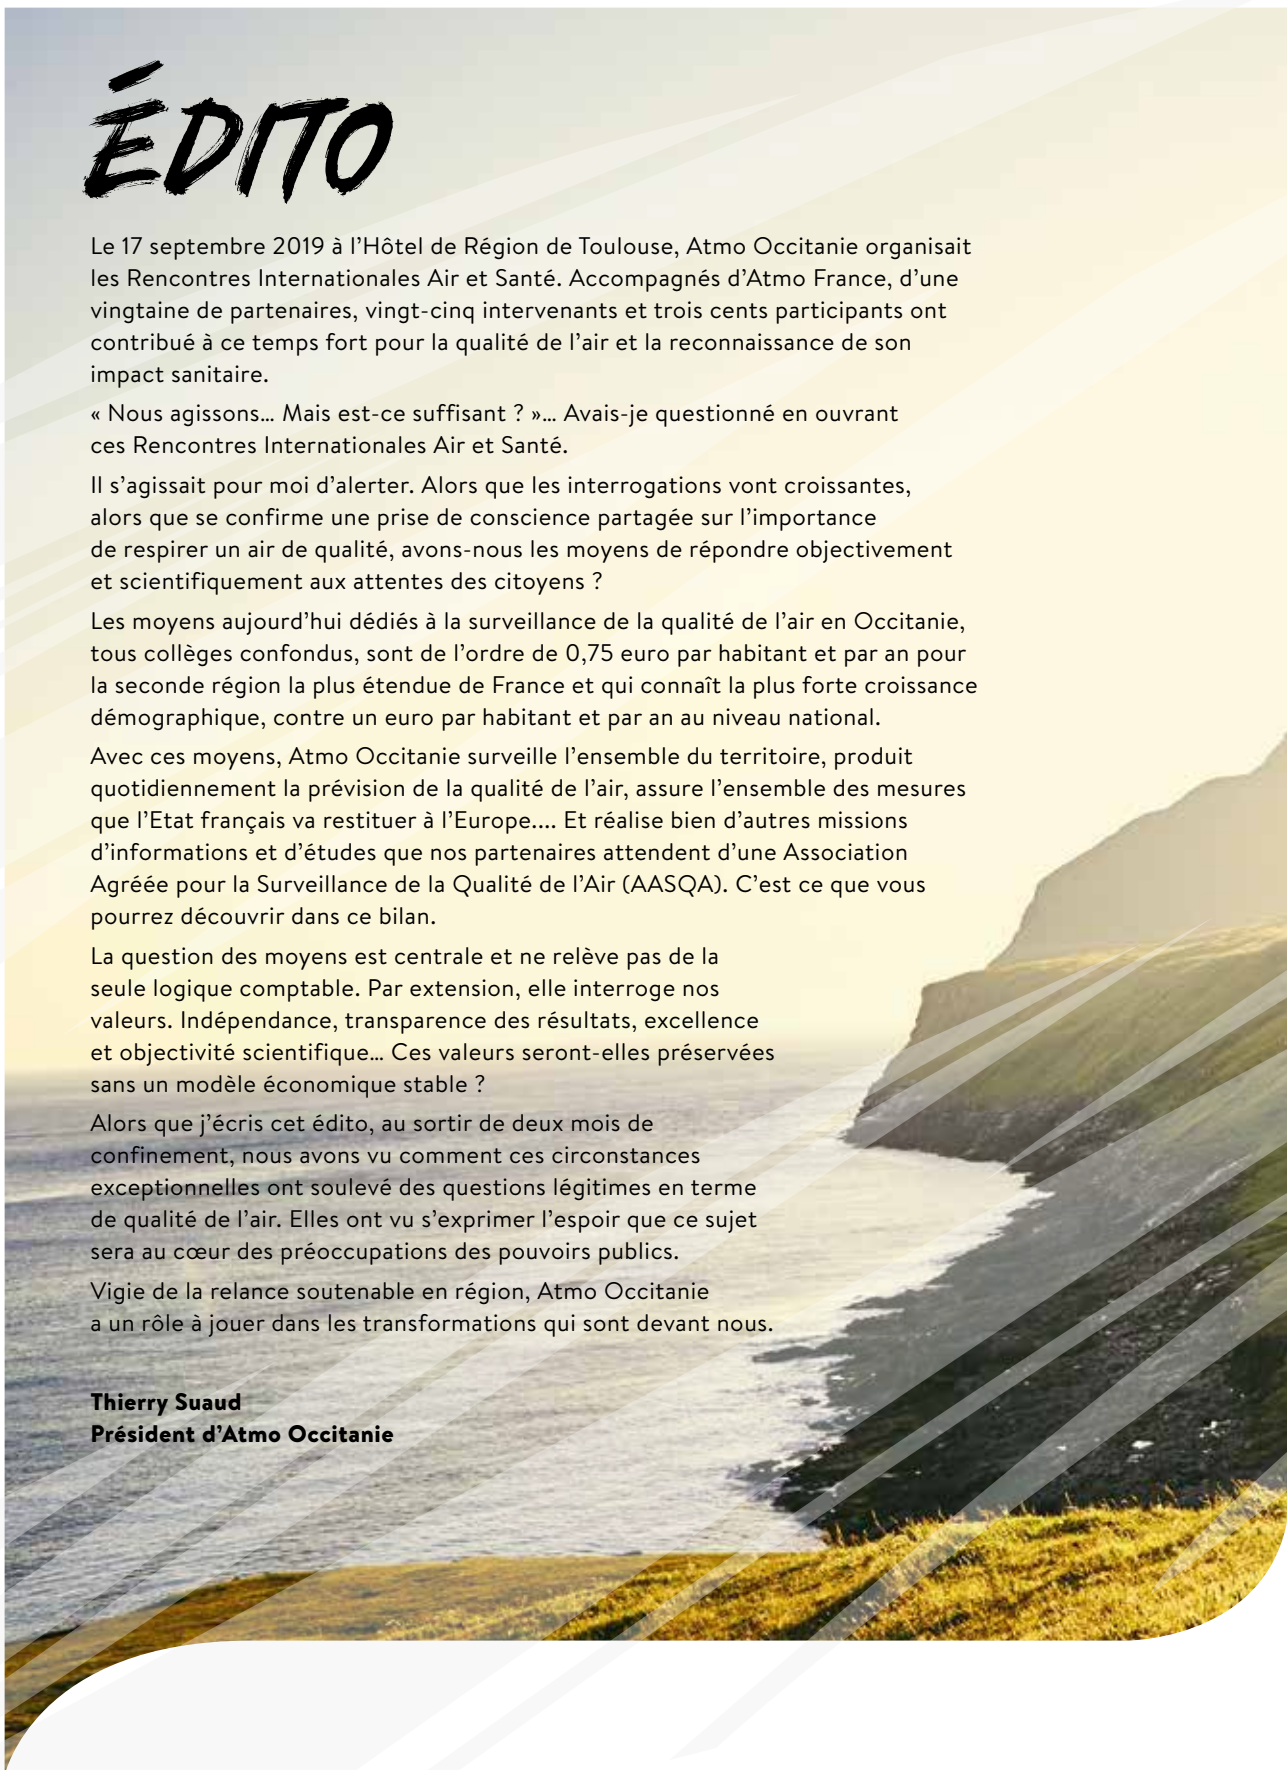 ÉDITO
Le 17 septembre 2019 à l’Hôtel de Région de Toulouse, Atmo Occitanie organisait
les Rencontres Internationales Air et Santé. Accompagnés d’Atmo France, d’une
vingtaine de partenaires, vingt-cinq intervenants et trois cents participants ont
contribué à ce temps fort pour la qualité de l’air et la reconnaissance de son
impact sanitaire.
« Nous agissons… Mais est-ce suffisant ? »… Avais-je questionné en ouvrant
ces Rencontres Internationales Air et Santé.
Il s’agissait pour moi d’alerter. Alors que les interrogations vont croissantes,
alors que se confirme une prise de conscience partagée sur l’importance
de respirer un air de qualité, avons-nous les moyens de répondre objectivement
et scientifiquement aux attentes des citoyens ?
Les moyens aujourd’hui dédiés à la surveillance de la qualité de l’air en Occitanie,
tous collèges confondus, sont de l’ordre de 0,75 euro par habitant et par an pour
la seconde région la plus étendue de France et qui connaît la plus forte croissance
démographique, contre un euro par habitant et par an au niveau national.
Avec ces moyens, Atmo Occitanie surveille l’ensemble du territoire, produit
quotidiennement la prévision de la qualité de l’air, assure l’ensemble des mesures
que l’Etat français va restituer à l’Europe.... Et réalise bien d’autres missions
d’informations et d’études que nos partenaires attendent d’une Association
Agréée pour la Surveillance de la Qualité de l’Air (AASQA). C’est ce que vous
pourrez découvrir dans ce bilan.
La question des moyens est centrale et ne relève pas de la
seule logique comptable. Par extension, elle interroge nos
valeurs. Indépendance, transparence des résultats, excellence
et objectivité scientifique… Ces valeurs seront-elles préservées
sans un modèle économique stable ?
Alors que j’écris cet édito, au sortir de deux mois de
confinement, nous avons vu comment ces circonstances
exceptionnelles ont soulevé des questions légitimes en terme
de qualité de l’air. Elles ont vu s’exprimer l’espoir que ce sujet
sera au cœur des préoccupations des pouvoirs publics.
Vigie de la relance soutenable en région, Atmo Occitanie
a un rôle à jouer dans les transformations qui sont devant nous.
Thierry Suaud
Président d’Atmo Occitanie